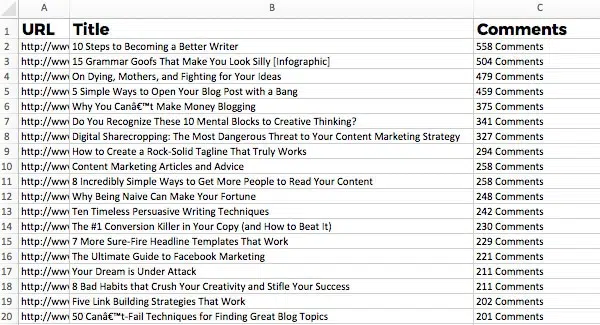 A B C
1 URL Title Comments
2 http://ww 10 Steps to Becoming a Better Writer 558 Comments
3 http://ww 15 Grammar Goofs That Make You Look Silly [Infographic] 504 Comments
4 http://ww On Dying, Mothers, and Fighting for Your Ideas 479 Comments
5 http://ww 5 Simple Ways to Open Your Blog Post with a Bang 459 Comments
6 http://ww Why You Canâ€™t Make Money Blogging 375 Comments
7 http://ww Do You Recognize These 10 Mental Blocks to Creative Thinking? 341 Comments
8 http://ww Digital Sharecropping: The Most Dangerous Threat to Your Content Marketing Strategy 327 Comments
9 http://ww How to Create a Rock-Solid Tagline That Truly Works 294 Comments
10 http://ww Content Marketing Articles and Advice 258 Comments
11 http://ww 8 Incredibly Simple Ways to Get More People to Read Your Content 258 Comments
12 http://ww Why Being Naive Can Make Your Fortune 248 Comments
13 http://ww Ten Timeless Persuasive Writing Techniques 242 Comments
14 http://ww The #1 Conversion Killer in Your Copy (and How to Beat It) 230 Comments
15 http://ww 7 More Sure-Fire Headline Templates That Work 229 Comments
16 http://ww The Ultimate Guide to Facebook Marketing 221 Comments
17 http://ww Your Dream is Under Attack 211 Comments
18 http://ww 8 Bad Habits that Crush Your Creativity and Stifle Your Success 211 Comments
19 http://ww Five Link Building Strategies That Work 202 Comments
20 http://ww 50 Canâ€™t-Fail Techniques for Finding Great Blog Topics 201 Comments